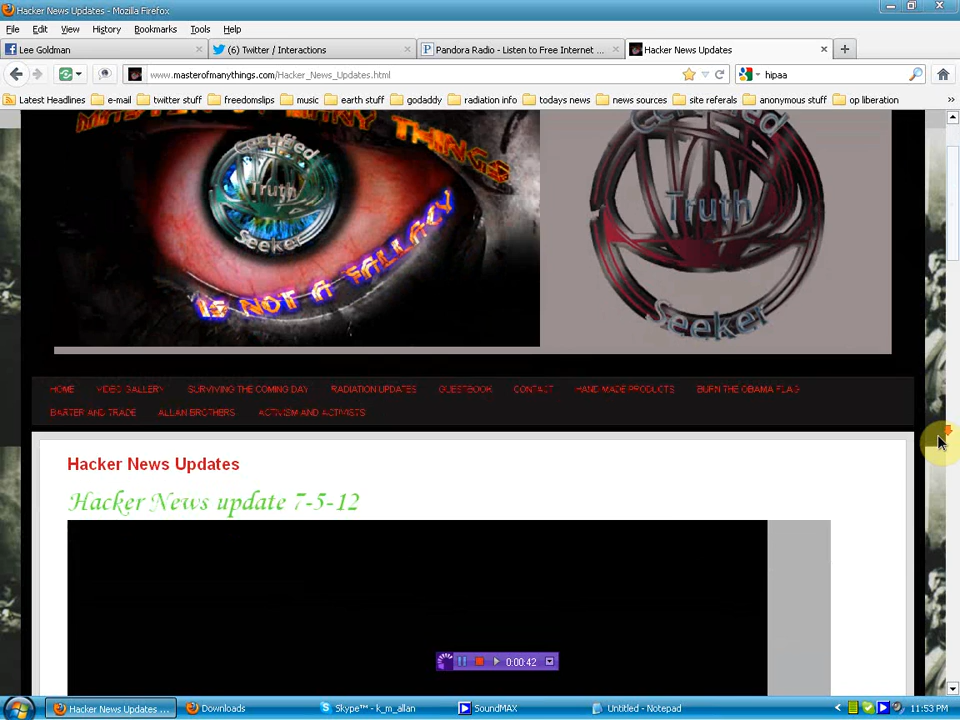 Hacker News Updates - Mozilla Firefox
File Edit View History Bookmarks Tools Help
Lee Goldman
(6) Twitter / Interactions
Pandora Radio - Listen to Free Internet ...
Hacker News Updates
www.masterofmanythings.com/Hacker_News_Updates.html
hipaa
Latest Headlines e-mail twitter stuff freedomslips music earth stuff godaddy radiation info todays news news sources site referals anonymous stuff op liberation »
MANY THINGS
Certified
Truth
Seeker
IS NOT A FALLACY
Certified
Truth
Seeker
HOME VIDEO GALLERY SURVIVING THE COMING DAY RADIATION UPDATES GUESTBOOK CONTACT HAND MADE PRODUCTS BURN THE OBAMA FLAG
BARTER AND TRADE ALLAN BROTHERS ACTIVISM AND ACTIVISTS
Hacker News Updates
Hacker News update 7-5-12
0:00:42
Hacker News Updates ...
Downloads
Skype™ - k_m_allan
SoundMAX
Untitled - Notepad
11:53 PM